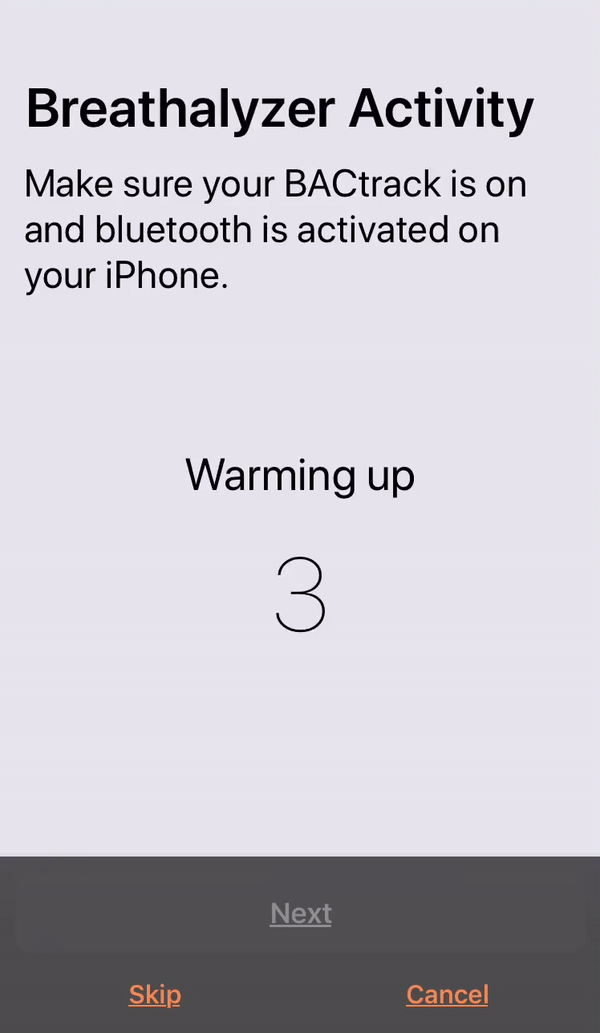 Breathalyzer Activity
Make sure your BACtrack is on
and bluetooth is activated on
your iPhone.
Warming up
3
Next
Skip
Cancel